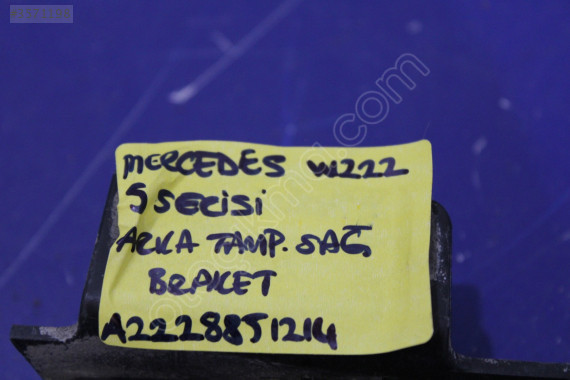 MERCEDES W222
S SERİSİ
ARKA TAMP. SAĞ
BRAKET
A2228851214